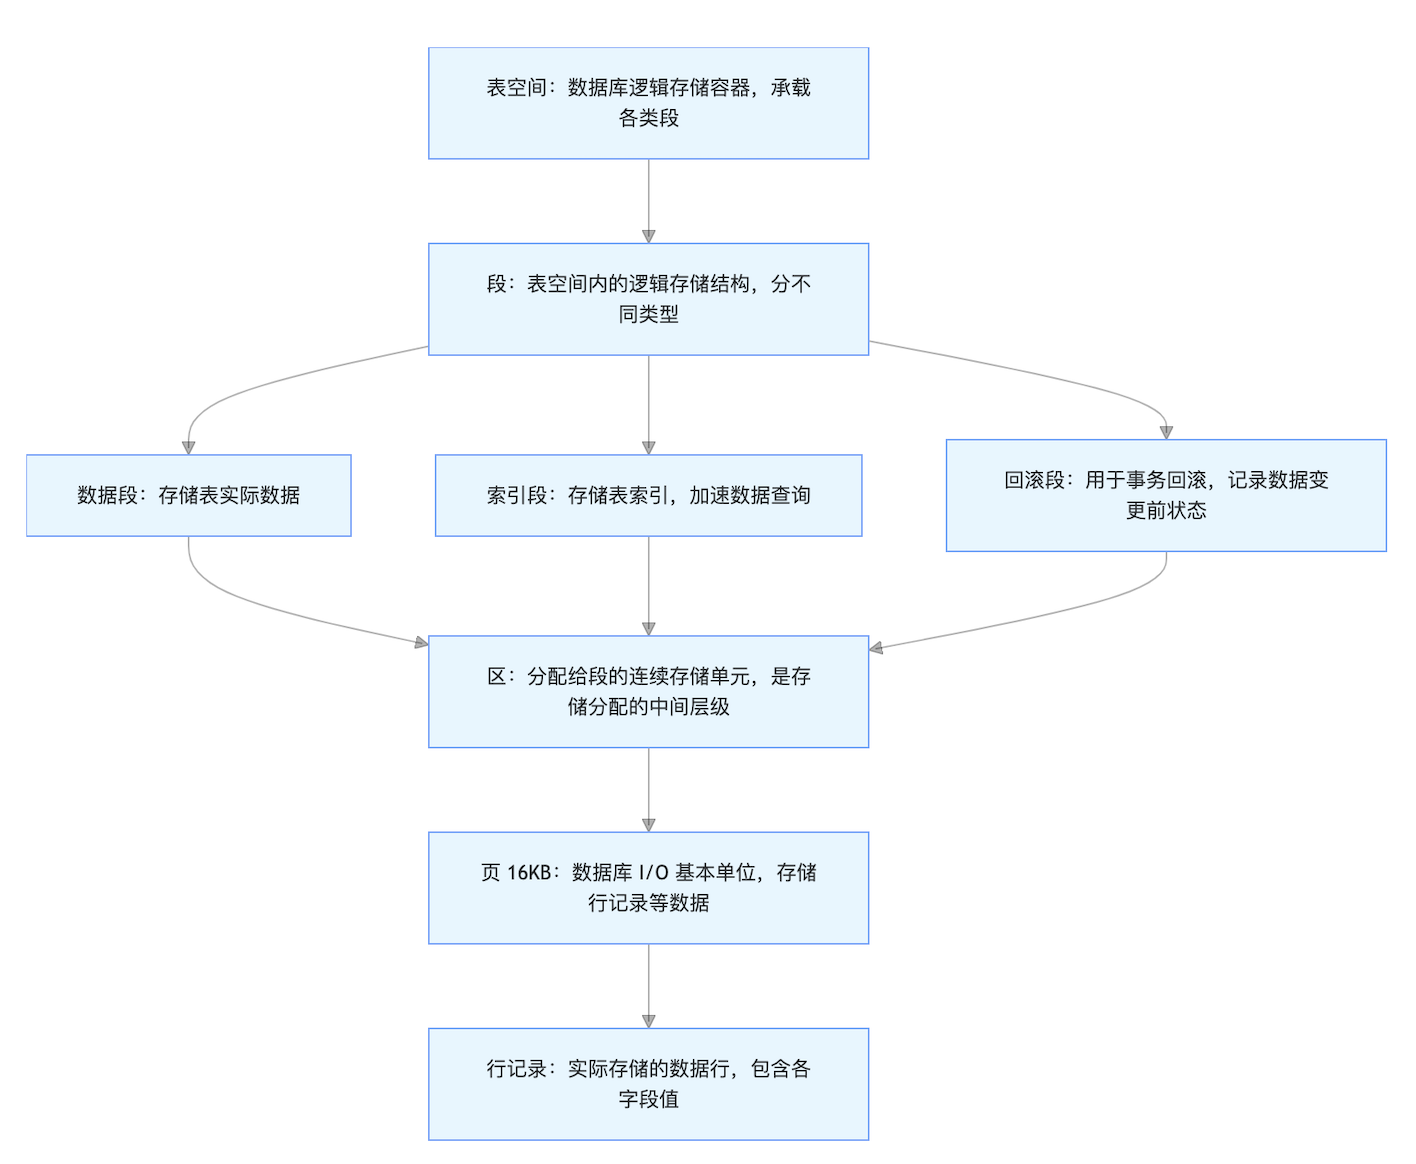 表空间：数据库逻辑存储容器，承载
各类段
段：表空间内的逻辑存储结构，分不
同类型
数据段：存储表实际数据
索引段：存储表索引，加速数据查询
回滚段：用于事务回滚，记录数据变
更前状态
区：分配给段的连续存储单元，是存
储分配的中间层级
页 16KB：数据库 I/O 基本单位，存储
行记录等数据
行记录：实际存储的数据行，包含各
字段值